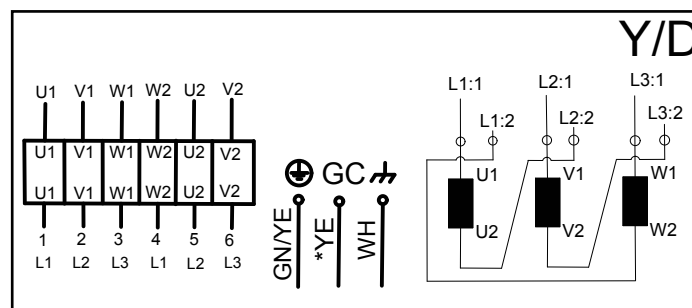 Y/D
U1 V1 W1 W2 U2 V2
U1 V1 W1 W2 U2 V2
U1 V1 W1 W2 U2 V2
1 2 3 4 5 6
L1 L2 L3 L1 L2 L3
GC
GN/YE
*YE
WH
L1:1 L2:1 L3:1
L1:2 L2:2 L3:2
U1 V1 W1
U2 V2 W2